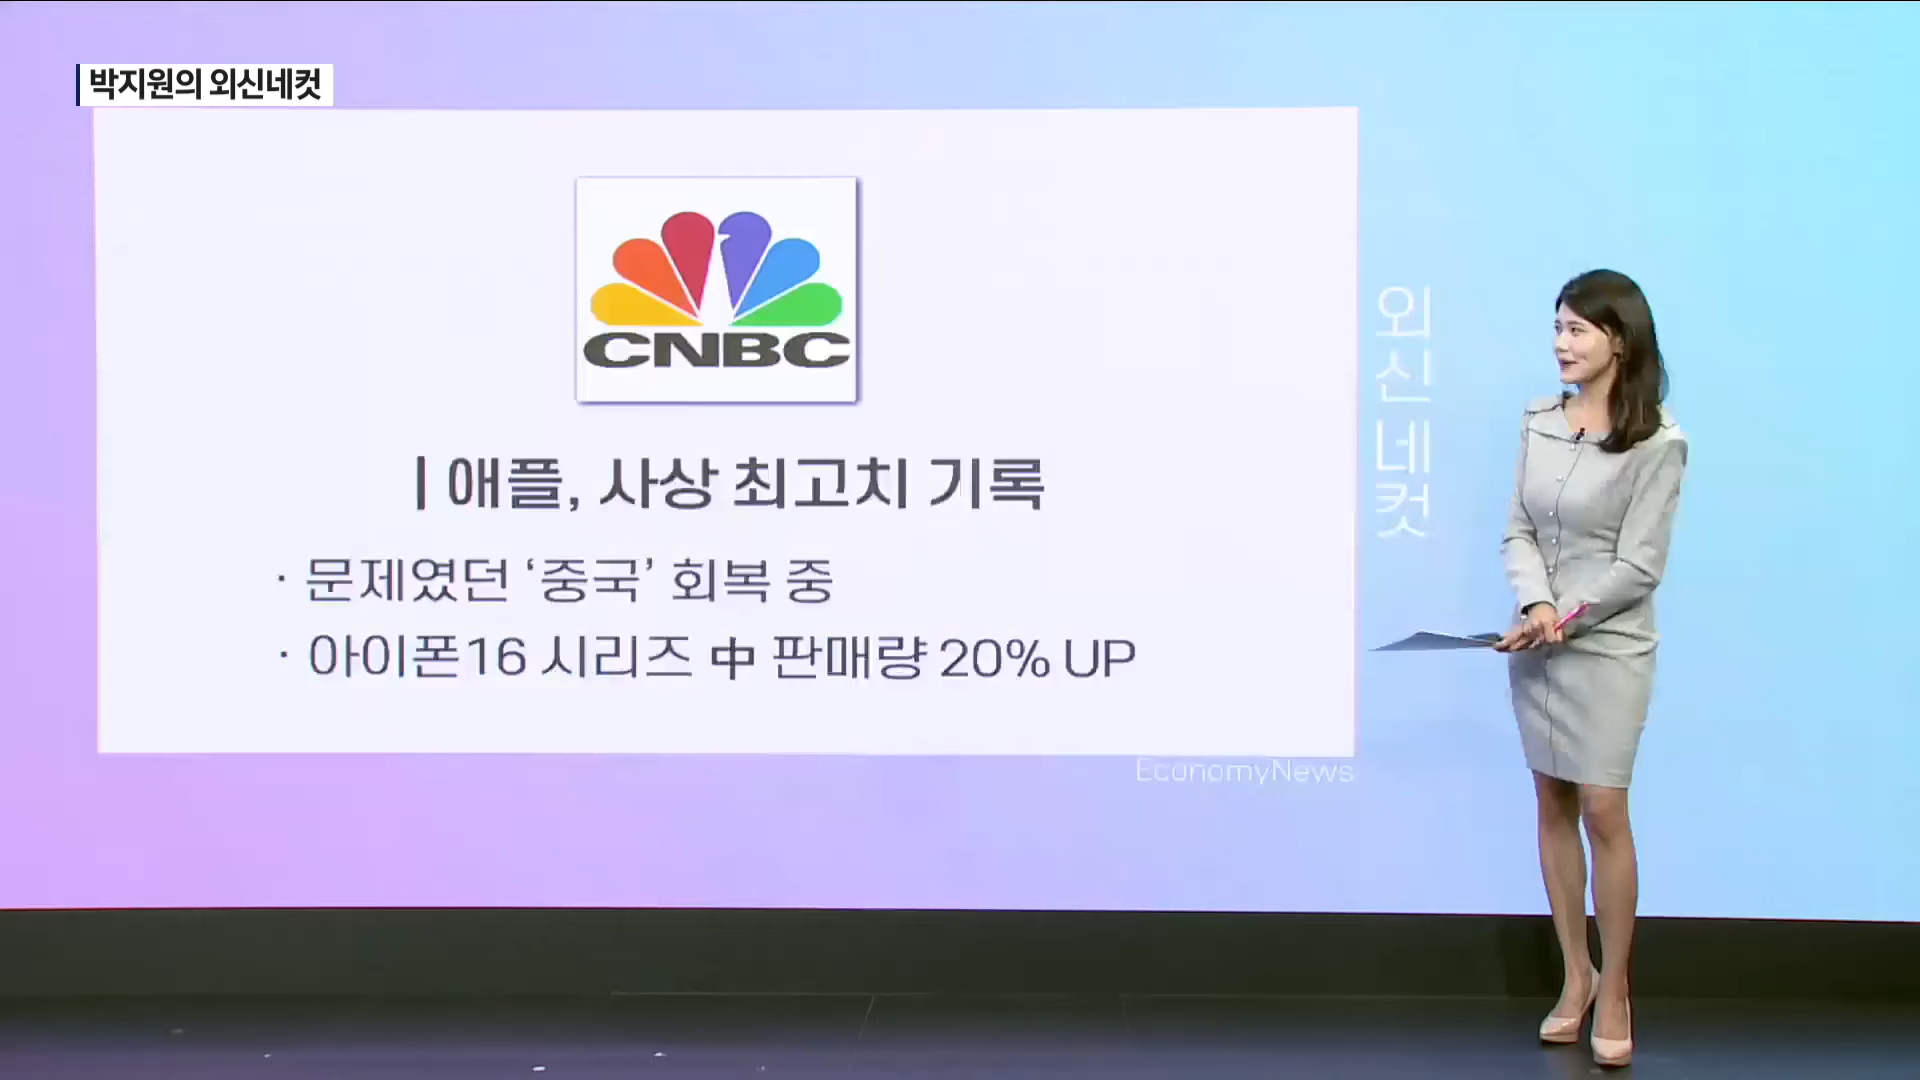 박지원의 외신네컷
CNBC
| 애플, 사상 최고치 기록
· 문제였던 ‘중국’ 회복 중
· 아이폰16 시리즈 中 판매량 20% UP
외신네컷
EconomyNews